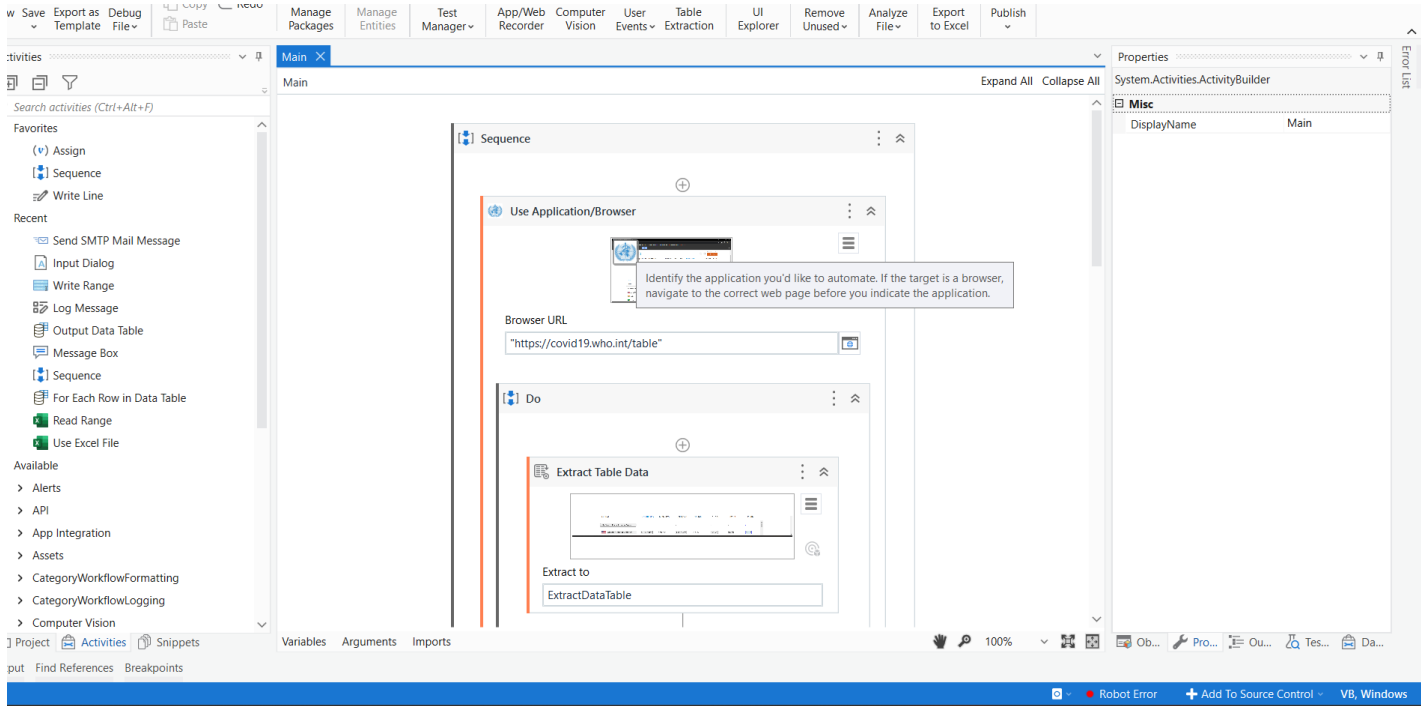 Save Export as Debug
Template File
Copy Redo
Paste
Manage Packages
Manage Entities
Test Manager
App/Web Recorder
Computer Vision
User Events
Table Extraction
UI Explorer
Remove Unused
Analyze File
Export to Excel
Publish
Search activities (Ctrl+Alt+F)
Favorites
(v) Assign
Sequence
Write Line
Recent
Send SMTP Mail Message
Input Dialog
Write Range
Log Message
Output Data Table
Message Box
Sequence
For Each Row in Data Table
Read Range
Use Excel File
Available
Alerts
API
App Integration
Assets
CategoryWorkflowFormatting
CategoryWorkflowLogging
Computer Vision
Project Activities Snippets
Main
Main
Expand All Collapse All
Sequence
Use Application/Browser
Identify the application you'd like to automate. If the target is a browser,
navigate to the correct web page before you indicate the application.
Browser URL
"https://covid19.who.int/table"
Do
Extract Table Data
Extract to
ExtractDataTable
Variables Arguments Imports
100%
Properties
System.Activities.ActivityBuilder
Misc
DisplayName Main
Error List
Ob... Pro... Ou... Tes... Da...
Find References Breakpoints
Robot Error Add To Source Control VB, Windows